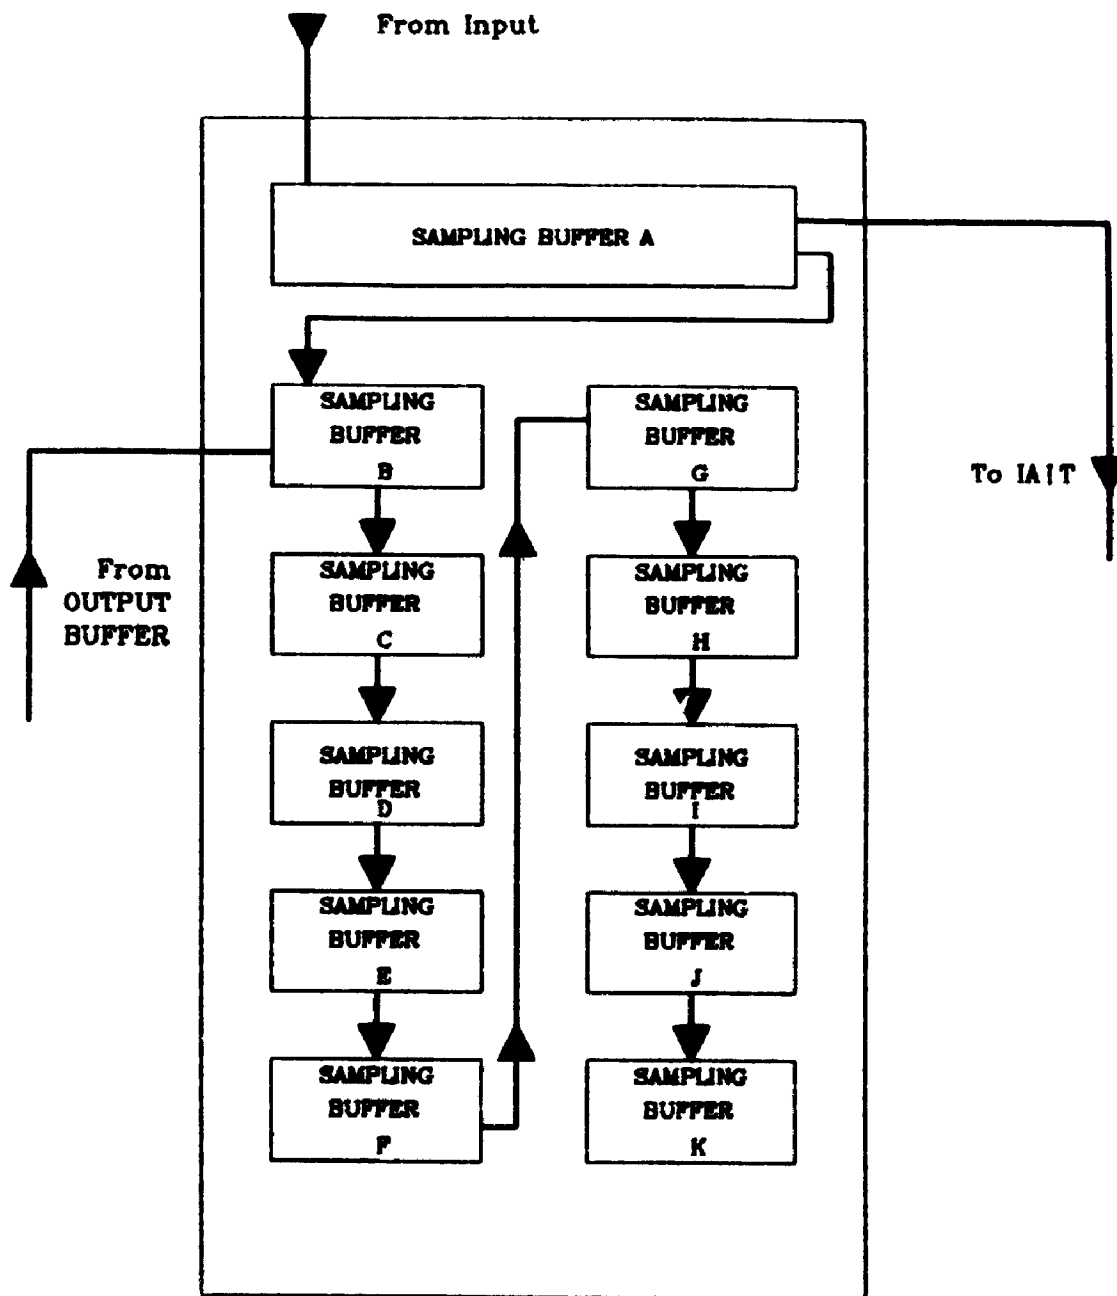 From Input
SAMPLING BUFFER A
SAMPLING
BUFFER
B
SAMPLING
BUFFER
G
To IA|T
From
OUTPUT
BUFFER
SAMPLING
BUFFER
C
SAMPLING
BUFFER
H
SAMPLING
BUFFER
D
SAMPLING
BUFFER
I
SAMPLING
BUFFER
E
SAMPLING
BUFFER
J
SAMPLING
BUFFER
F
SAMPLING
BUFFER
K